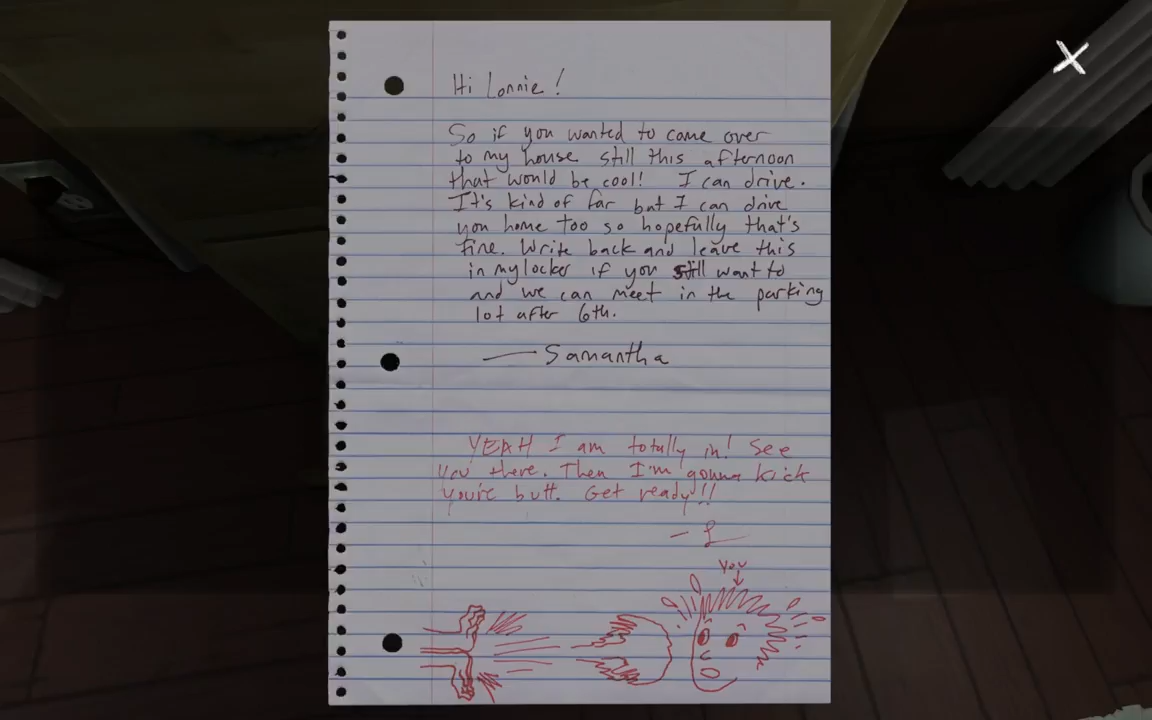 Hi Lonnie!
So if you wanted to come over
to my house still this afternoon
that would be cool! I can drive.
It's kind of far but I can drive
you home too so hopefully that's
fine. Write back and leave this
in my locker if you still want to
and we can meet in the parking
lot after 6th.
— Samantha
YEAH I am totally in! See
you there. Then I'm gonna kick
you're butt. Get ready!!
- L
You